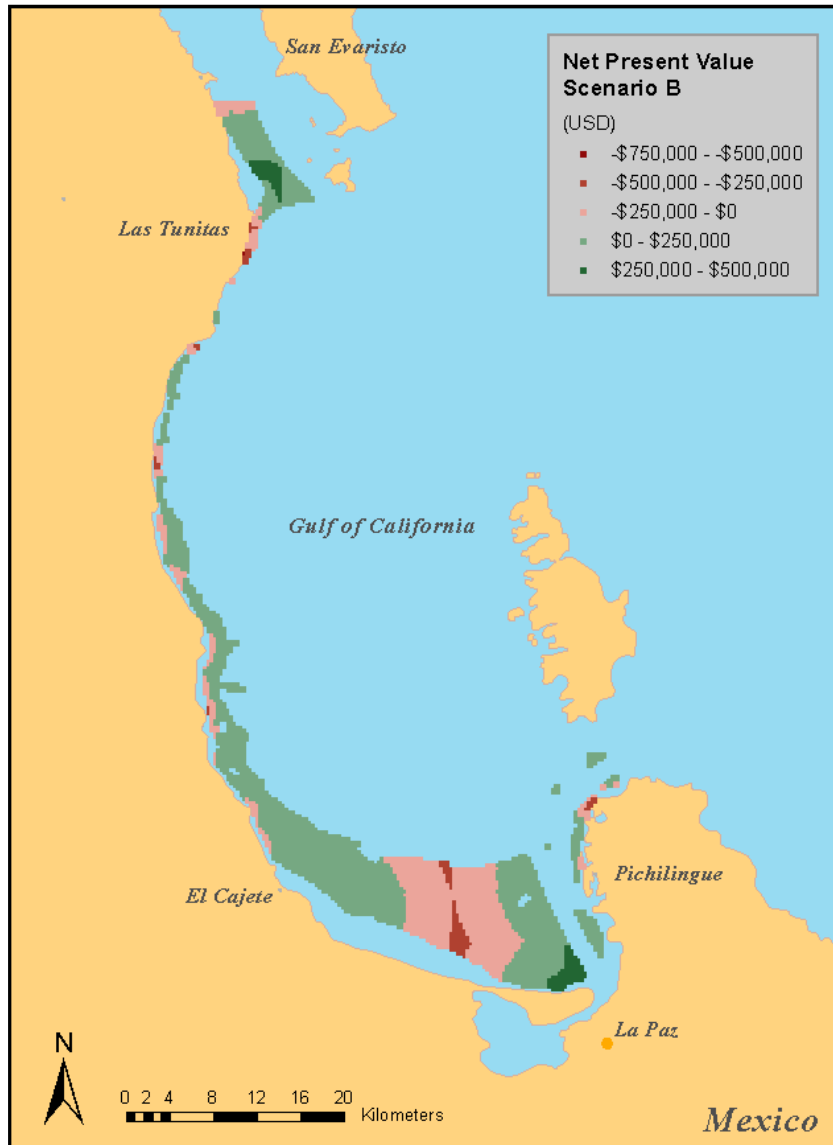 San Evaristo
Net Present Value
Scenario B
(USD)
-$750,000 - -$500,000
-$500,000 - -$250,000
-$250,000 - $0
$0 - $250,000
$250,000 - $500,000
Las Tunitas
Gulf of California
El Cajete
Pichilingue
La Paz
N
0 2 4 8 12 16 20
Kilometers
Mexico